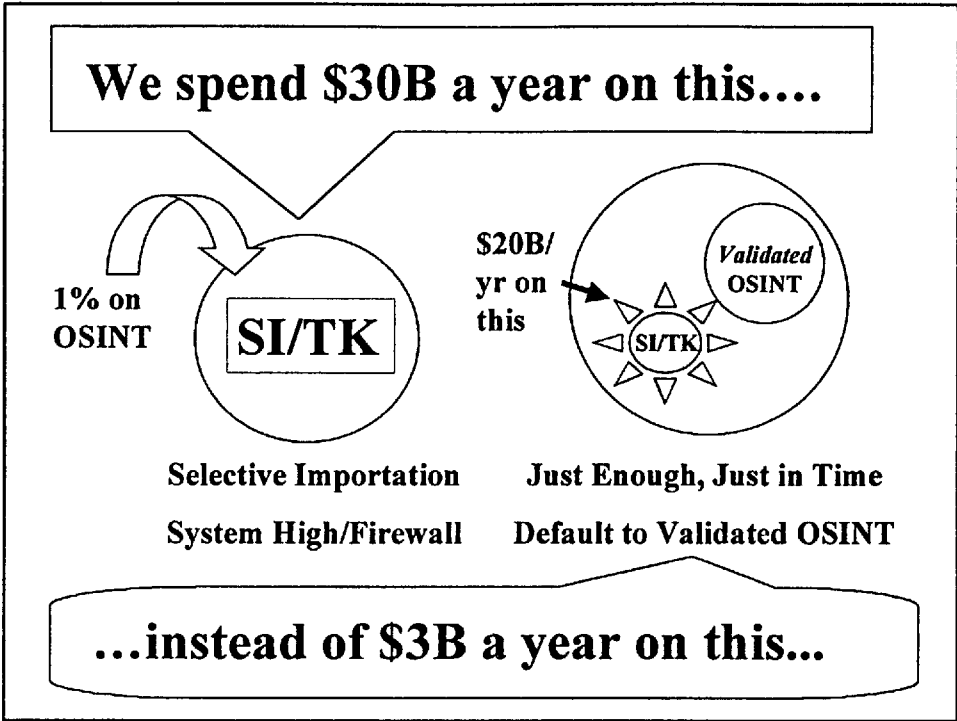 We spend $30B a year on this....
1% on
OSINT
SI/TK
$20B/
yr on
this
Validated
OSINT
SI/TK
Selective Importation
System High/Firewall
Just Enough, Just in Time
Default to Validated OSINT
...instead of $3B a year on this...